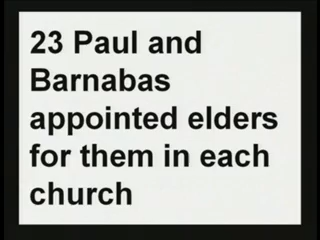 23 Paul and
Barnabas
appointed elders
for them in each
church